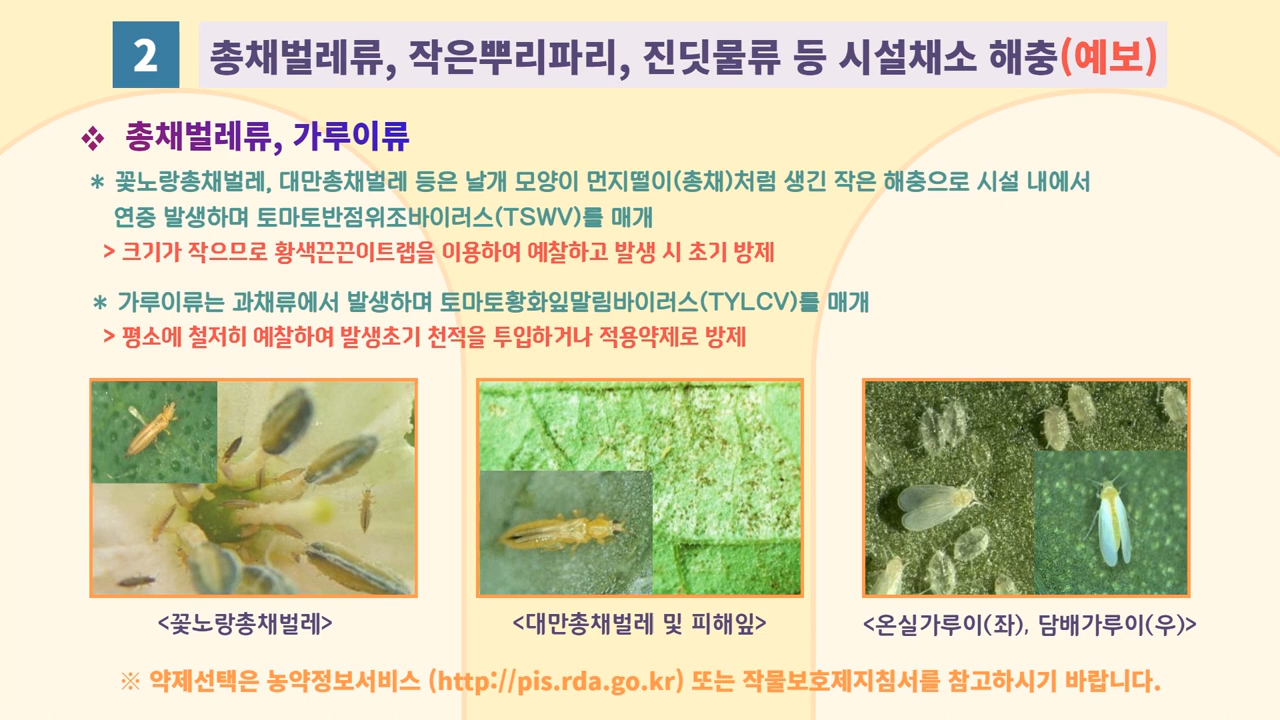 2 총채벌레류, 작은뿌리파리, 진딧물류 등 시설채소 해충(예보)
❖ 총채벌레류, 가루이류
* 꽃노랑총채벌레, 대만총채벌레 등은 날개 모양이 먼지떨이(총채)처럼 생긴 작은 해충으로 시설 내에서
연중 발생하며 토마토반점위조바이러스(TSWV)를 매개
> 크기가 작으므로 황색끈끈이트랩을 이용하여 예찰하고 발생 시 초기 방제
* 가루이류는 과채류에서 발생하며 토마토황화잎말림바이러스(TYLCV)를 매개
> 평소에 철저히 예찰하여 발생초기 천적을 투입하거나 적용약제로 방제
<꽃노랑총채벌레>
<대만총채벌레 및 피해잎>
<온실가루이(좌), 담배가루이(우)>
※ 약제선택은 농약정보서비스 (http://pis.rda.go.kr) 또는 작물보호제지침서를 참고하시기 바랍니다.